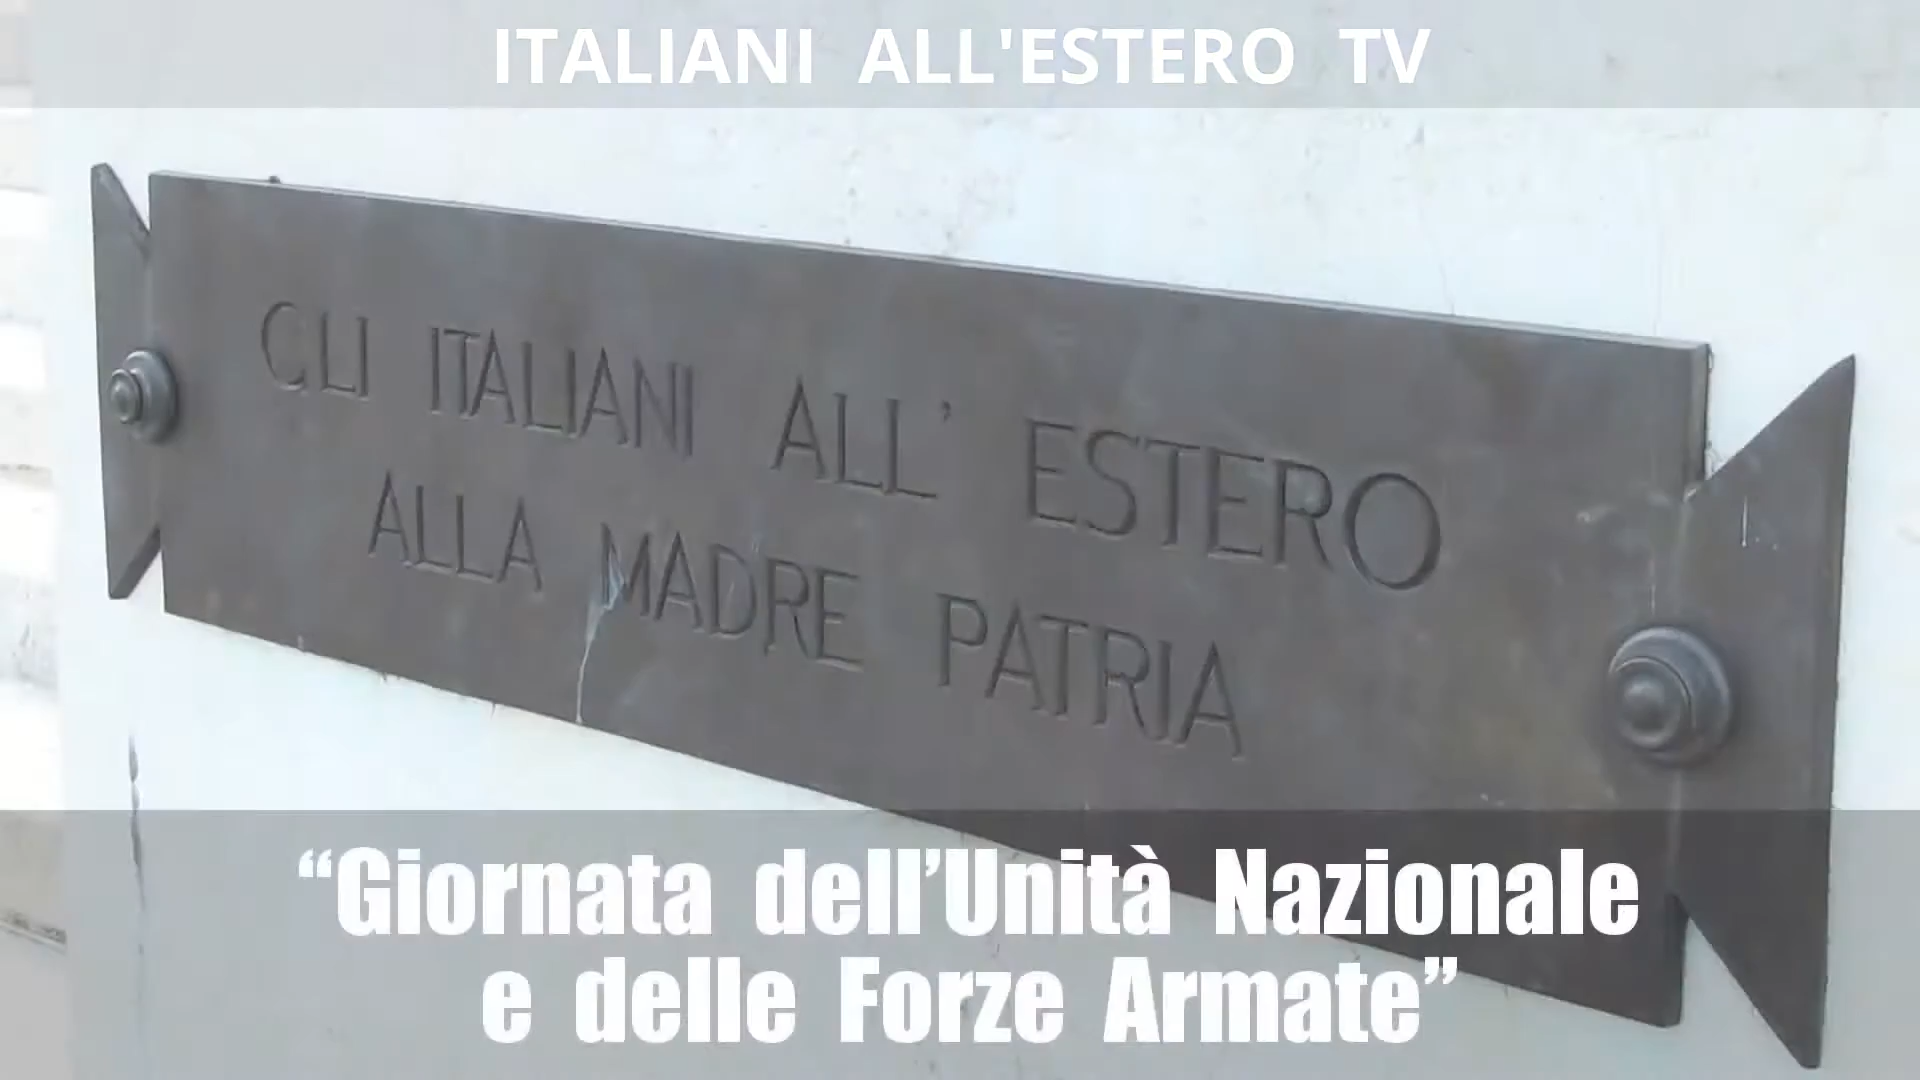 ITALIANI ALL'ESTERO TV
GLI ITALIANI ALL' ESTERO
ALLA MADRE PATRIA
“Giornata dell’Unità Nazionale
e delle Forze Armate”